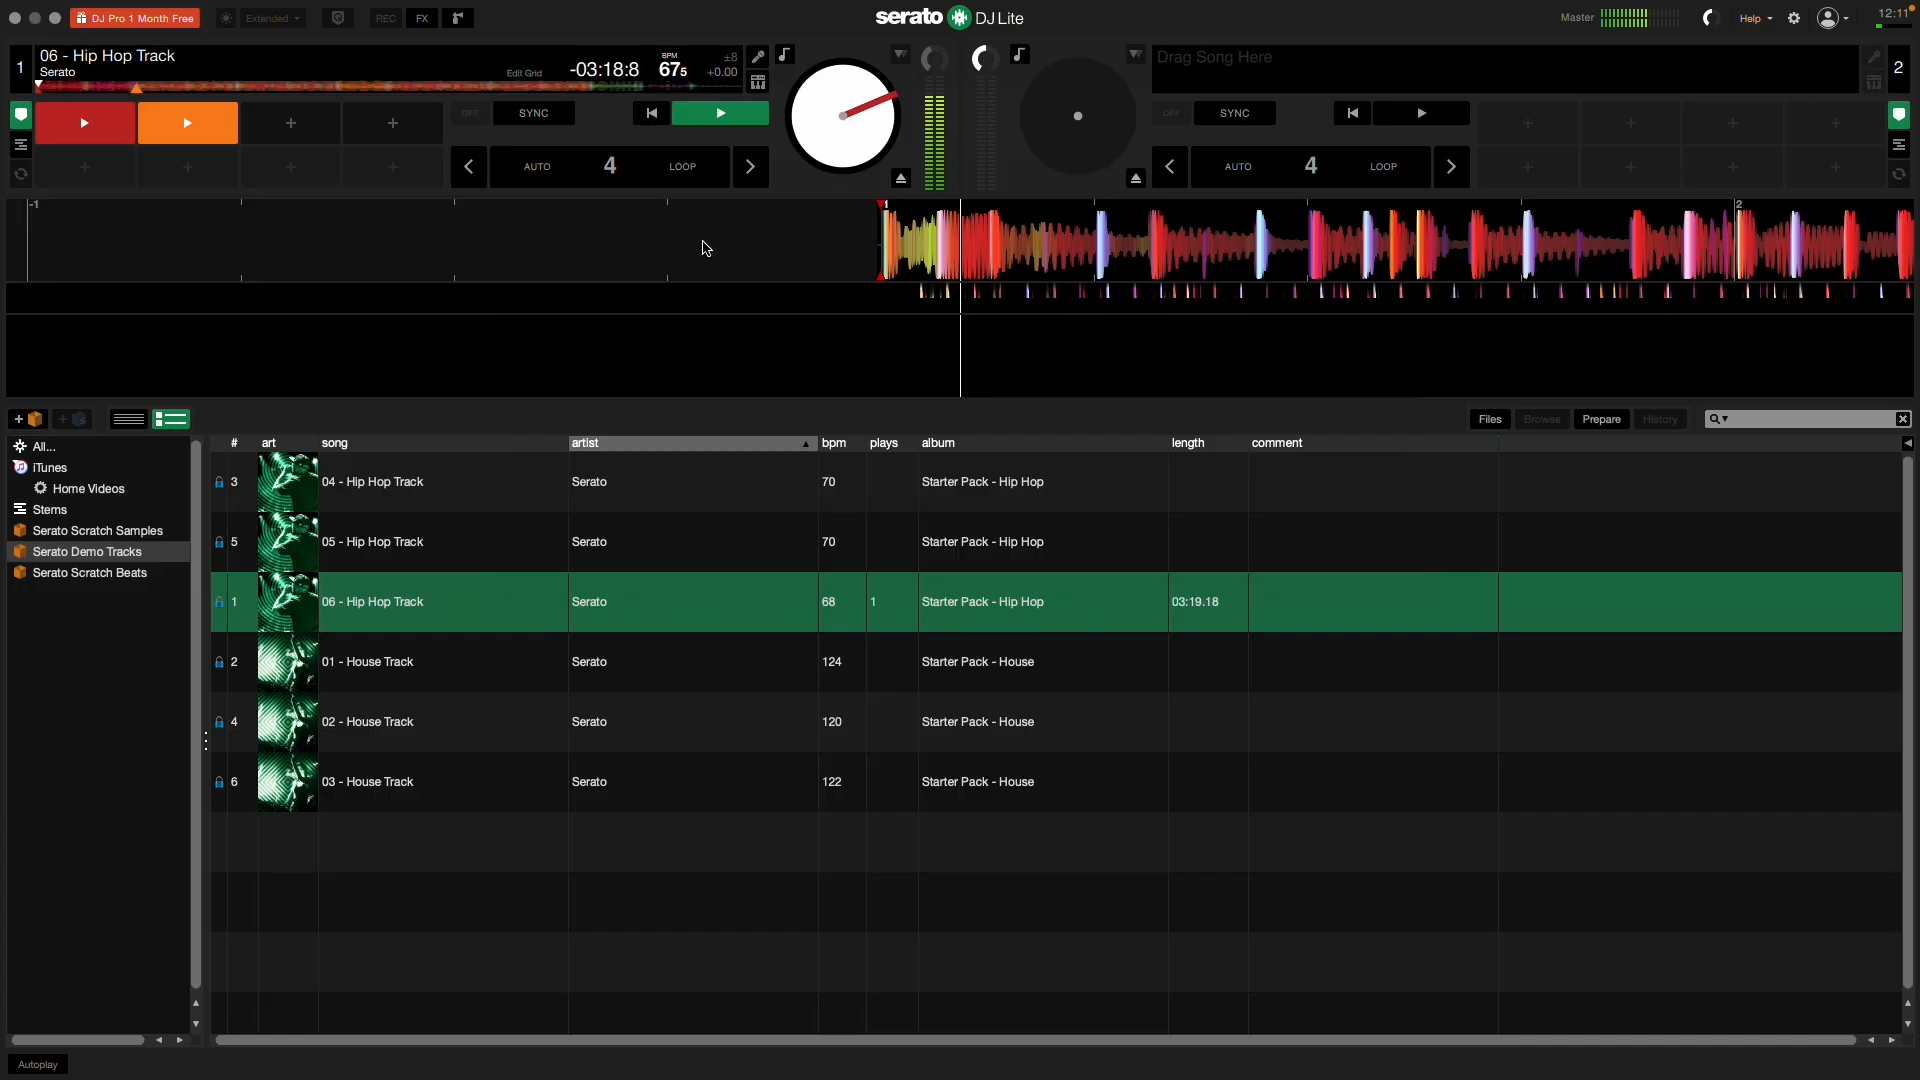 DJ Pro 1 Month Free
Extended
REC
FX
serato DJ Lite
Master
Help
12:11
1
06 - Hip Hop Track
Serato
Edit Grid
-03:18:8
BPM
67.5
±8
+0.00
Drag Song Here
2
OFF
SYNC
AUTO
4
LOOP
OFF
SYNC
AUTO
4
LOOP
-1
1
2
Files
Browse
Prepare
History
All...
iTunes
Home Videos
Stems
Serato Scratch Samples
Serato Demo Tracks
Serato Scratch Beats
# art song artist bpm plays album length comment
3 04 - Hip Hop Track Serato 70 Starter Pack - Hip Hop
5 05 - Hip Hop Track Serato 70 Starter Pack - Hip Hop
1 06 - Hip Hop Track Serato 68 1 Starter Pack - Hip Hop 03:19.18
2 01 - House Track Serato 124 Starter Pack - House
4 02 - House Track Serato 120 Starter Pack - House
6 03 - House Track Serato 122 Starter Pack - House
Autoplay